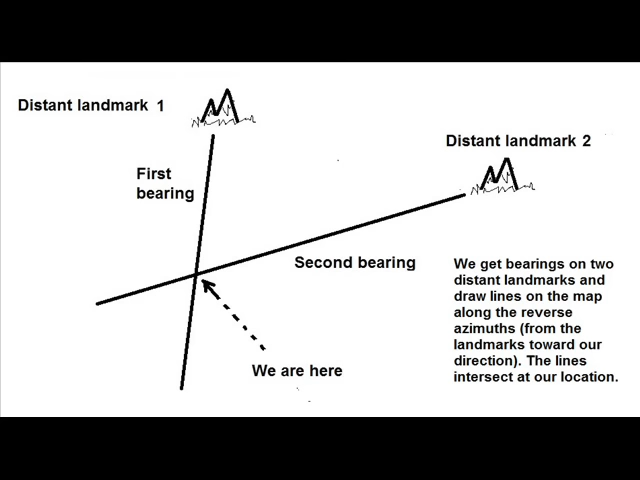 Distant landmark 1
Distant landmark 2
First
bearing
Second bearing
We get bearings on two
distant landmarks and
draw lines on the map
along the reverse
azimuths (from the
landmarks toward our
direction). The lines
intersect at our location.
We are here